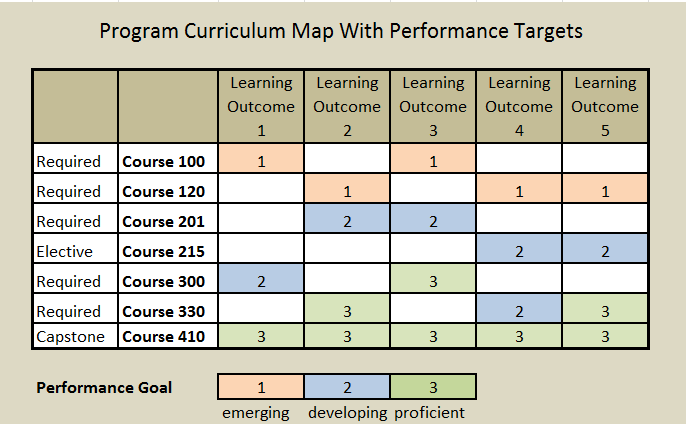 Program Curriculum Map With Performance Targets
Learning Learning Learning Learning Learning
Outcome Outcome Outcome Outcome Outcome
1 2 3 4 5
Required Course 100 1 1
Required Course 120 1 1 1
Required Course 201 2 2
Elective Course 215 2 2
Required Course 300 2 3
Required Course 330 3 2 3
Capstone Course 410 3 3 3 3 3
Performance Goal 1 2 3
emerging developing proficient